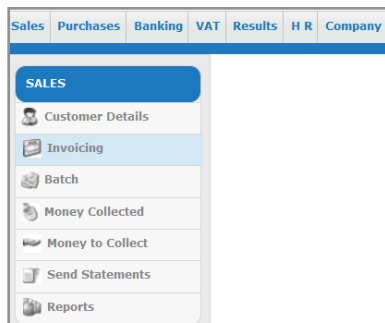 Sales Purchases Banking VAT Results H R Company
SALES
Customer Details
Invoicing
Batch
Money Collected
Money to Collect
Send Statements
Reports